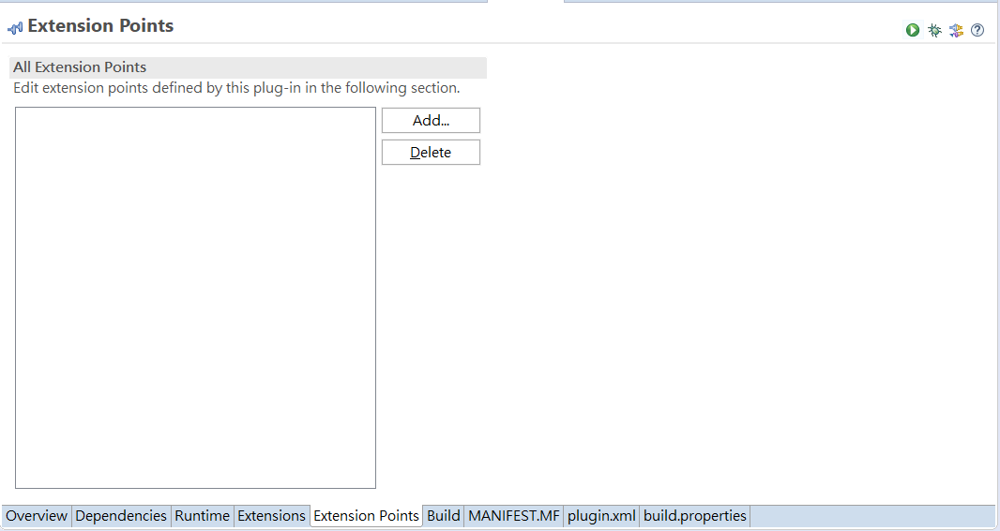 Extension Points
All Extension Points
Edit extension points defined by this plug-in in the following section.
Add...
Delete
Overview Dependencies Runtime Extensions Extension Points Build MANIFEST.MF plugin.xml build.properties